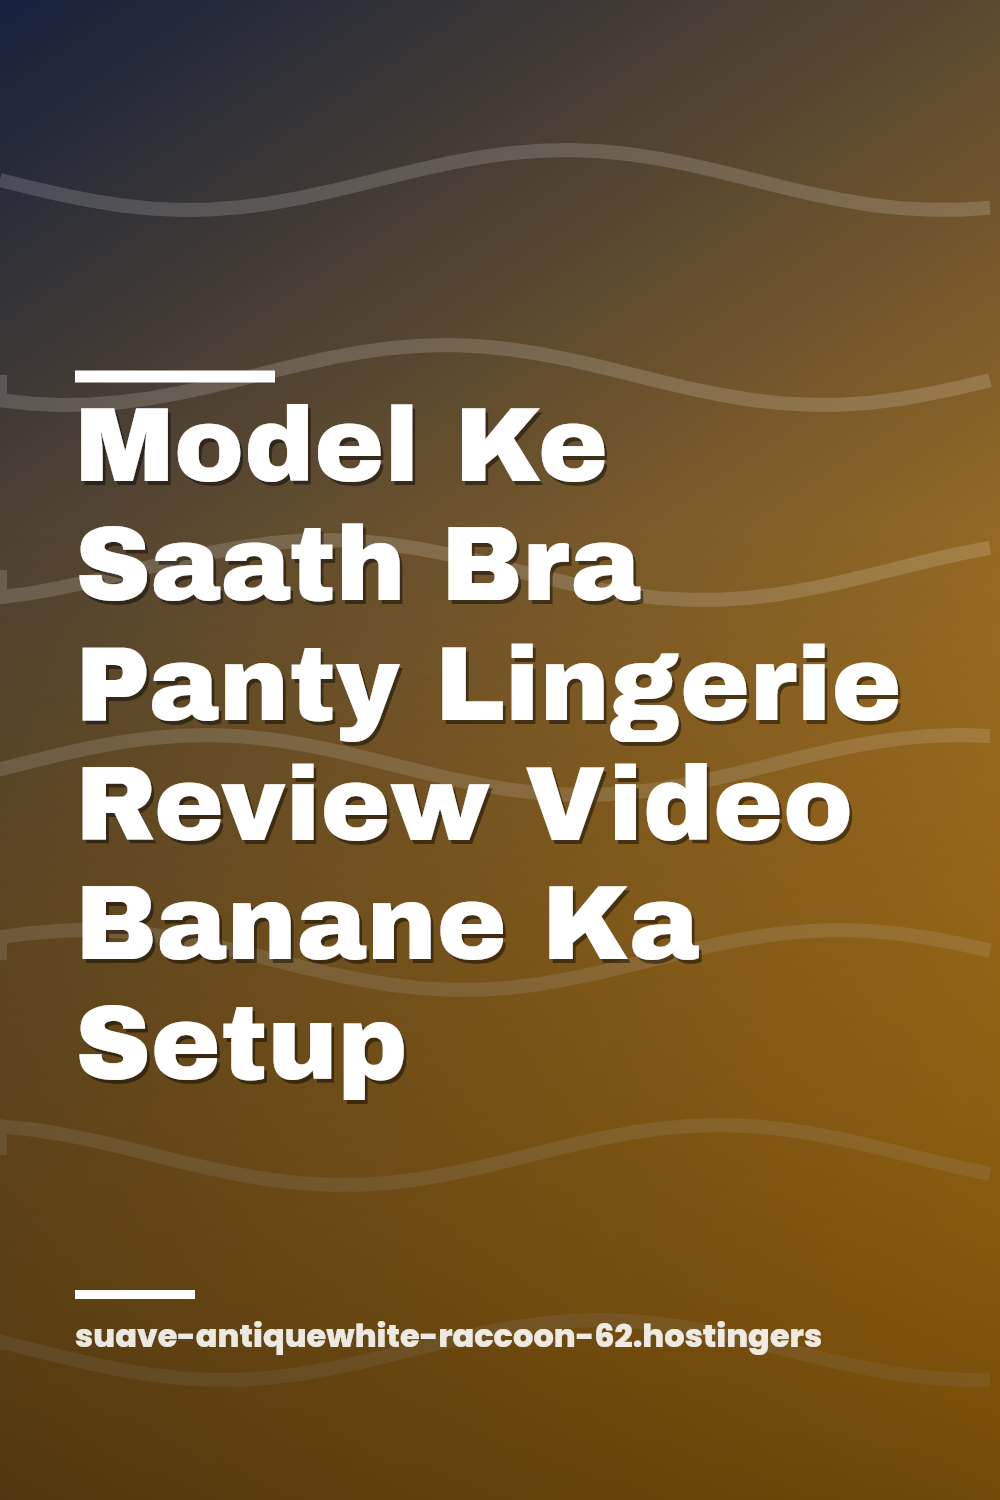 Model Ke
Saath Bra
Panty Lingerie
Review Video
Banane Ka
Setup
suave-antiquewhite-raccoon-62.hostingers